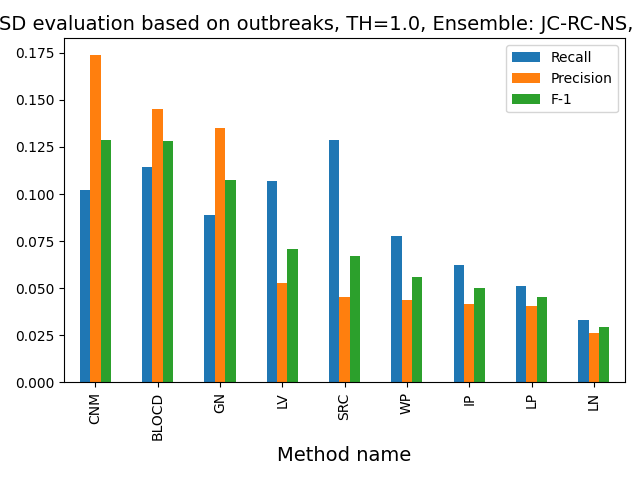 SD evaluation based on outbreaks, TH=1.0, Ensemble: JC-RC-NS,
0.175
0.150
0.125
0.100
0.075
0.050
0.025
0.000
Recall
Precision
F-1
CNM
BLOCD
GN
LV
SRC
WP
IP
LP
LN
Method name